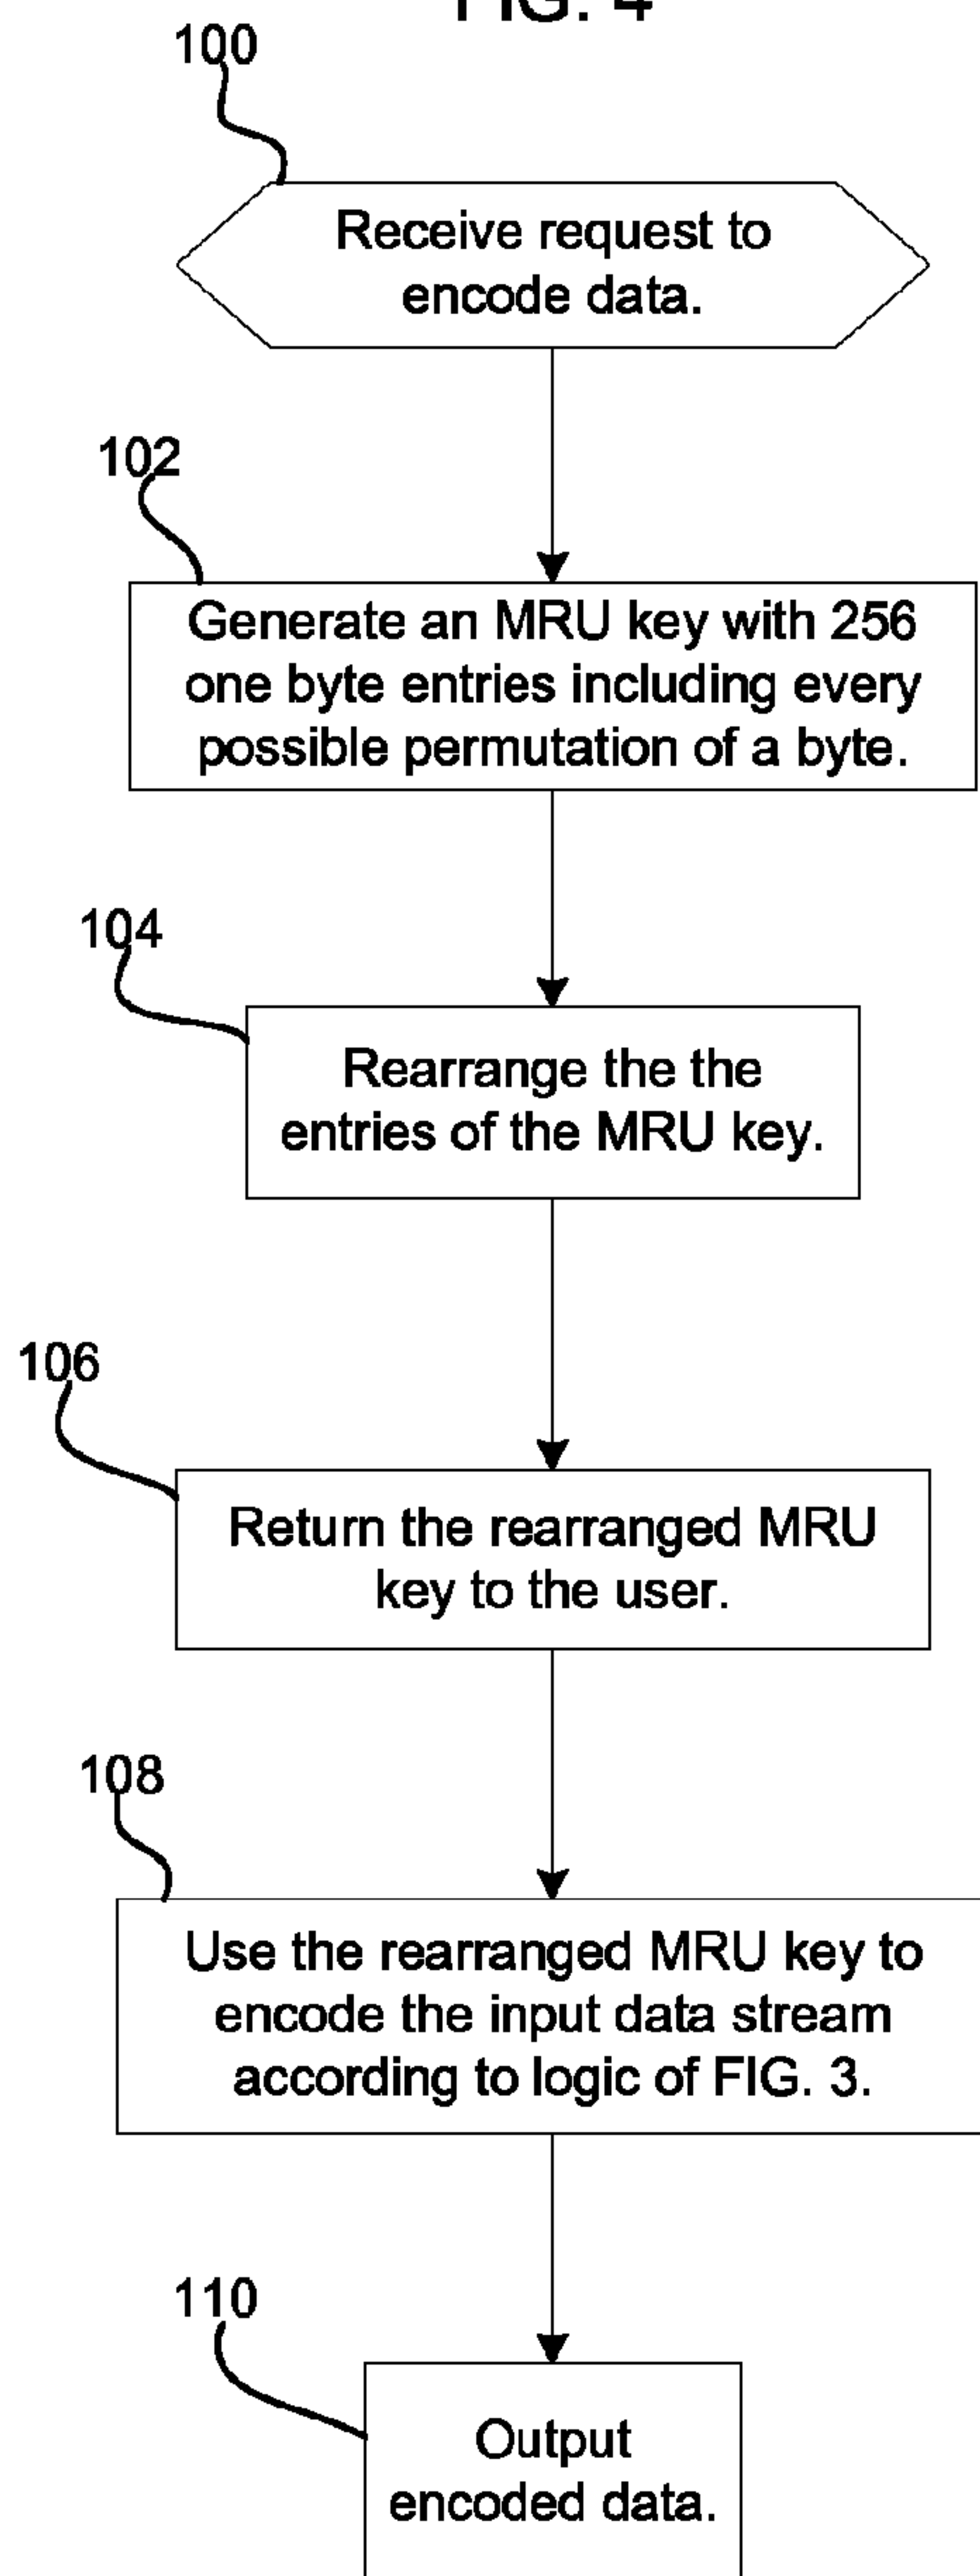 FIG. 4
100
Receive request to
encode data.
102
Generate an MRU key with 256
one byte entries including every
possible permutation of a byte.
104
Rearrange the the
entries of the MRU key.
106
Return the rearranged MRU
key to the user.
108
Use the rearranged MRU key to
encode the input data stream
according to logic of FIG. 3.
110
Output
encoded data.